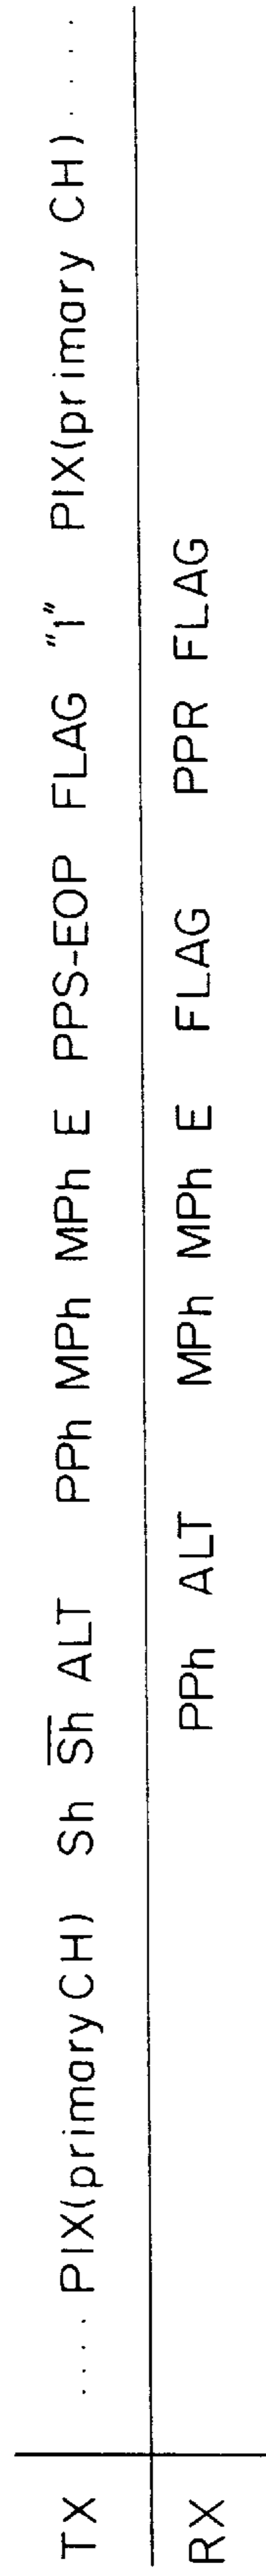 TX .... PIX(primary CH) Sh S̅h ALT PPh MPh MPh E PPS-EOP FLAG "1" PIX(primary CH) ....
RX PPh ALT MPh MPh E FLAG PPR FLAG